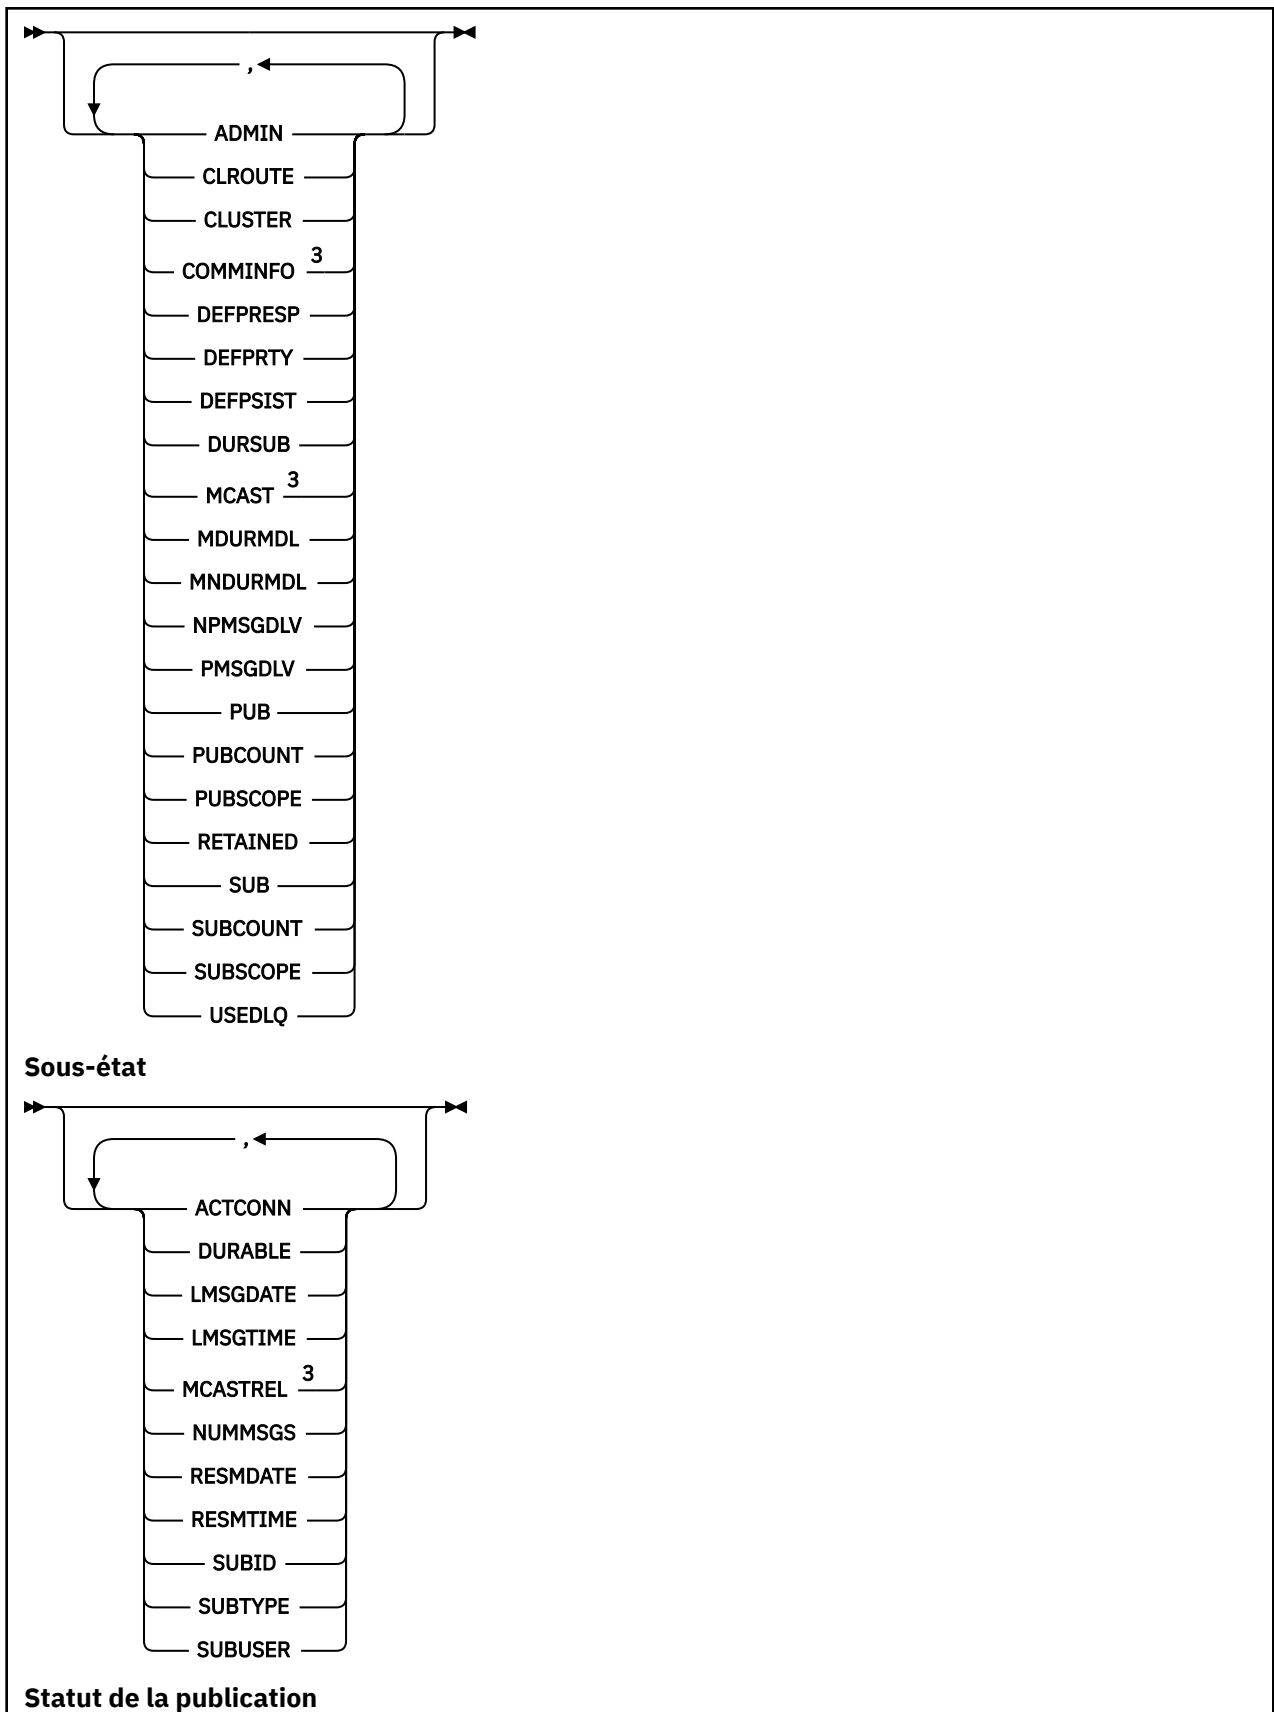 ,
ADMIN
CLROUTE
CLUSTER
COMMINFO 3
DEFPRESP
DEFPRTY
DEFPSIST
DURSUB
MCAST 3
MDURMDL
MNDURMDL
NPMSGDLV
PMSGDLV
PUB
PUBCOUNT
PUBSCOPE
RETAINED
SUB
SUBCOUNT
SUBSCOPE
USEDLQ
Sous-état
,
ACTCONN
DURABLE
LMSGDATE
LMSGTIME
MCASTREL 3
NUMMSGS
RESMDATE
RESMTIME
SUBID
SUBTYPE
SUBUSER
Statut de la publication